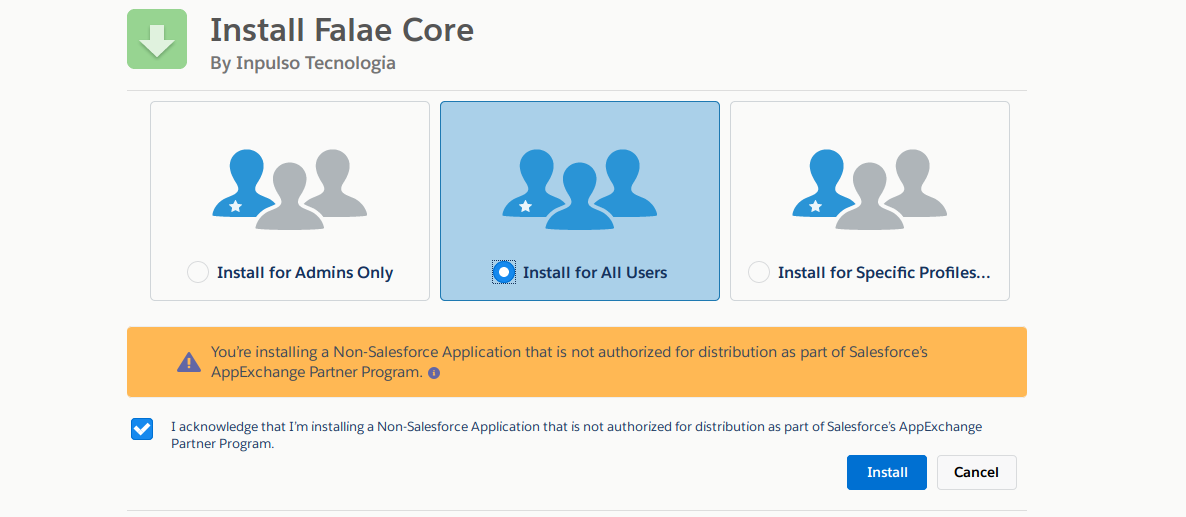 Install Falae Core
By Inpulso Tecnologia
Install for Admins Only
Install for All Users
Install for Specific Profiles...
You're installing a Non-Salesforce Application that is not authorized for distribution as part of Salesforce's
AppExchange Partner Program.
I acknowledge that I'm installing a Non-Salesforce Application that is not authorized for distribution as part of Salesforce's AppExchange
Partner Program.
Install
Cancel